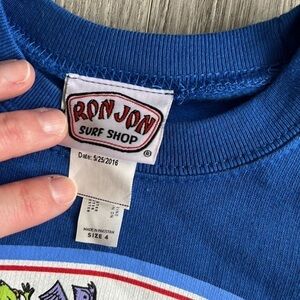 RON JON
SURF SHOP
®
Date: 5/25/2016
MADE IN PAKISTAN
SIZE 4